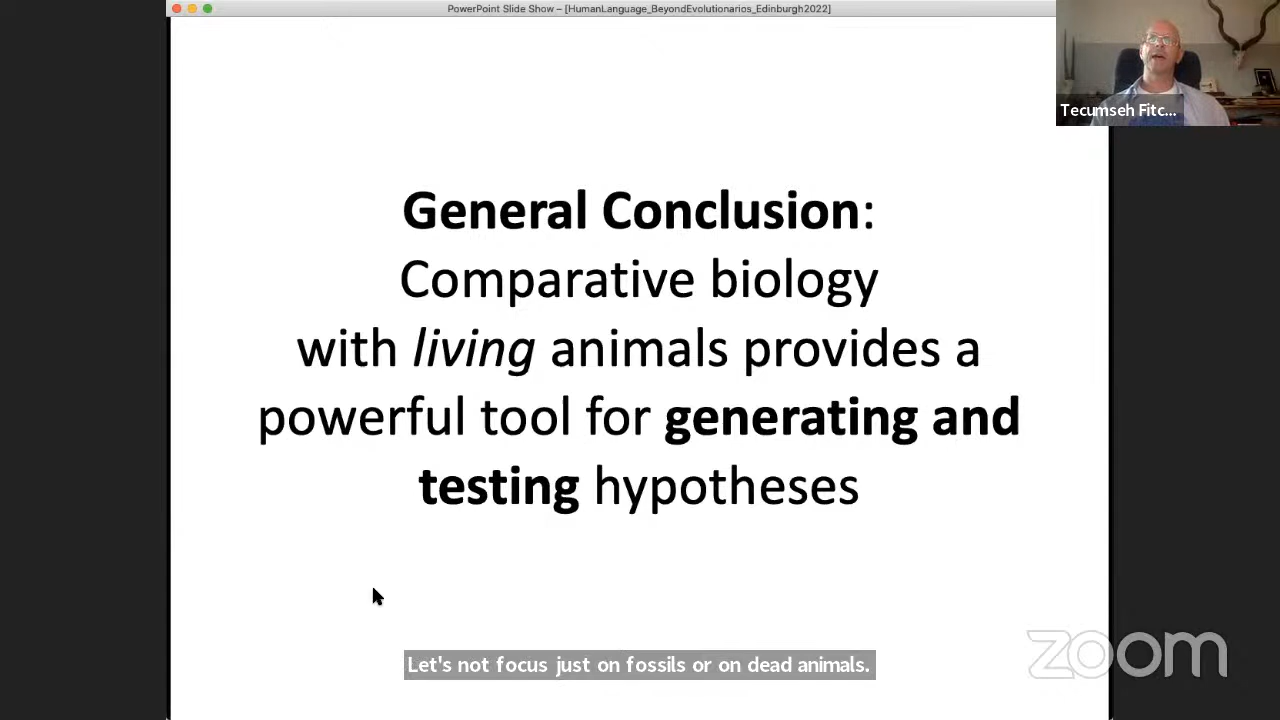 PowerPoint Slide Show – [HumanLanguage_BeyondEvolutionarios_Edinburgh2022]
Tecumseh Fitc...
General Conclusion:
Comparative biology
with living animals provides a
powerful tool for generating and
testing hypotheses
Let's not focus just on fossils or on dead animals.
zoom